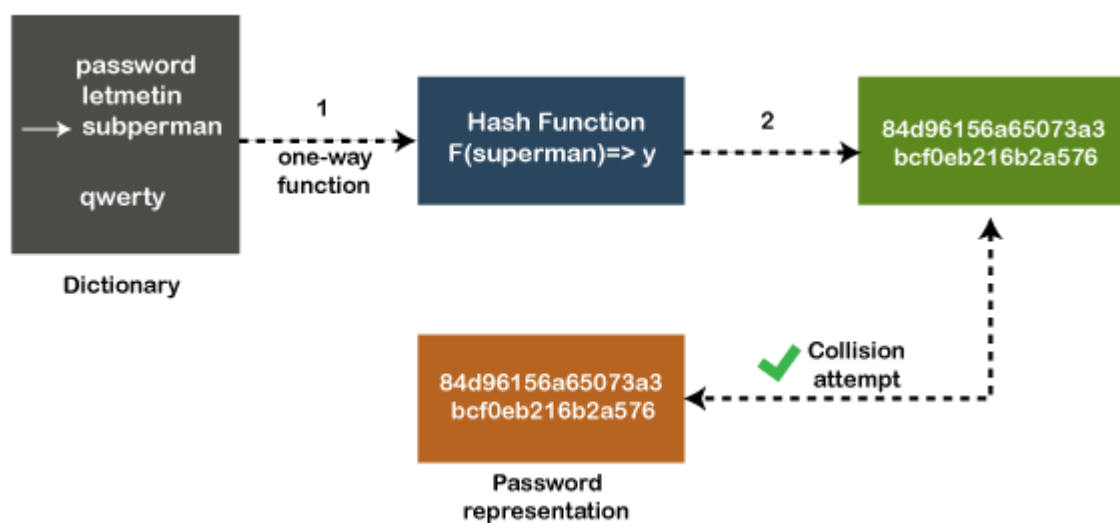 password
letmetin
subperman
qwerty
Dictionary
1
one-way
function
Hash Function
F(superman)=> y
2
84d96156a65073a3
bcf0eb216b2a576
Collision
attempt
84d96156a65073a3
bcf0eb216b2a576
Password
representation